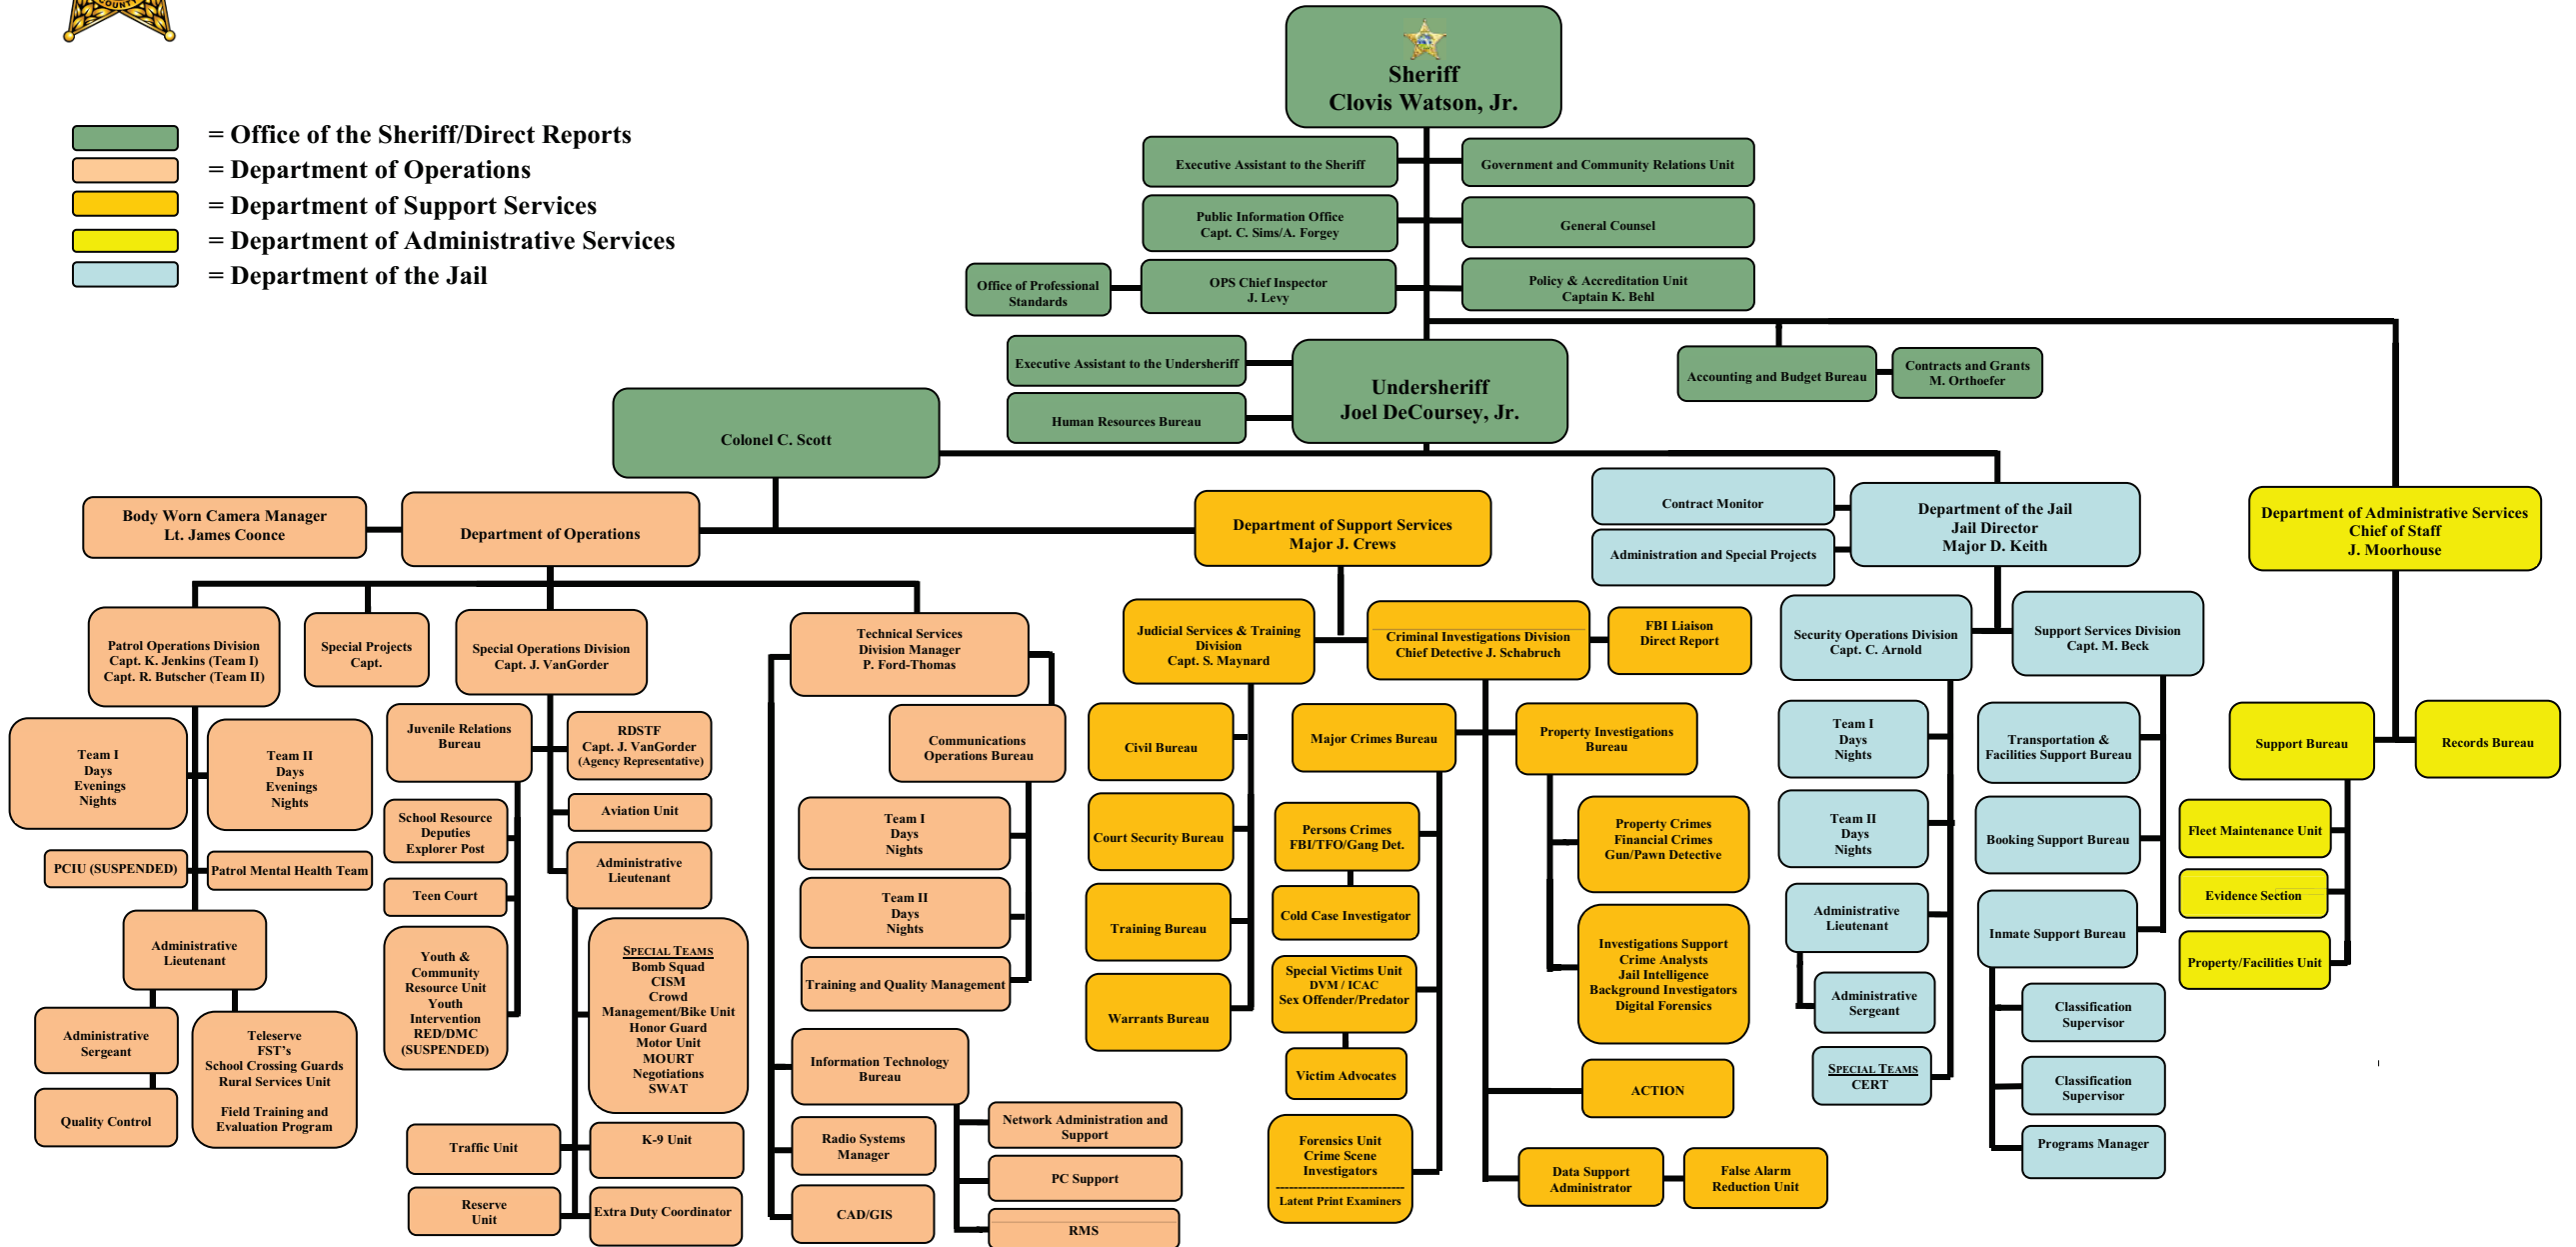 COUNTY
Sheriff
Clovis Watson, Jr.
= Office of the Sheriff/Direct Reports
= Department of Operations
= Department of Support Services
= Department of Administrative Services
= Department of the Jail
Executive Assistant to the Sheriff
Government and Community Relations Unit
Public Information Office
Capt. C. Sims/A. Forgey
General Counsel
Office of Professional
Standards
OPS Chief Inspector
J. Levy
Policy & Accreditation Unit
Captain K. Behl
Executive Assistant to the Undersheriff
Human Resources Bureau
Undersheriff
Joel DeCoursey, Jr.
Accounting and Budget Bureau
Contracts and Grants
M. Orthoefer
Colonel C. Scott
Body Worn Camera Manager
Lt. James Coonce
Department of Operations
Department of Support Services
Major J. Crews
Contract Monitor
Administration and Special Projects
Department of the Jail
Jail Director
Major D. Keith
Department of Administrative Services
Chief of Staff
J. Moorhouse
Patrol Operations Division
Capt. K. Jenkins (Team I)
Capt. R. Butscher (Team II)
Special Projects
Capt.
Special Operations Division
Capt. J. VanGorder
Technical Services
Division Manager
P. Ford-Thomas
Judicial Services & Training
Division
Capt. S. Maynard
Criminal Investigations Division
Chief Detective J. Schabruch
FBI Liaison
Direct Report
Security Operations Division
Capt. C. Arnold
Support Services Division
Capt. M. Beck
Team I
Days
Evenings
Nights
Team II
Days
Evenings
Nights
PCIU (SUSPENDED)
Patrol Mental Health Team
Administrative
Lieutenant
Administrative
Sergeant
Quality Control
Teleserve
FST's
School Crossing Guards
Rural Services Unit
Field Training and
Evaluation Program
Juvenile Relations
Bureau
RDSTF
Capt. J. VanGorder
(Agency Representative)
School Resource
Deputies
Explorer Post
Aviation Unit
Teen Court
Administrative
Lieutenant
Youth &
Community
Resource Unit
Youth
Intervention
RED/DMC
(SUSPENDED)
SPECIAL TEAMS
Bomb Squad
CISM
Crowd
Management/Bike Unit
Honor Guard
Motor Unit
MOURT
Negotiations
SWAT
Traffic Unit
K-9 Unit
Reserve
Unit
Extra Duty Coordinator
Communications
Operations Bureau
Team I
Days
Nights
Team II
Days
Nights
Training and Quality Management
Information Technology
Bureau
Radio Systems
Manager
CAD/GIS
Network Administration and
Support
PC Support
RMS
Civil Bureau
Court Security Bureau
Training Bureau
Warrants Bureau
Major Crimes Bureau
Property Investigations
Bureau
Persons Crimes
FBI/TFO/Gang Det.
Cold Case Investigator
Special Victims Unit
DVM / ICAC
Sex Offender/Predator
Victim Advocates
Forensics Unit
Crime Scene
Investigators
----------------------------
Latent Print Examiners
Property Crimes
Financial Crimes
Gun/Pawn Detective
Investigations Support
Crime Analysts
Jail Intelligence
Background Investigators
Digital Forensics
ACTION
Data Support
Administrator
False Alarm
Reduction Unit
Team I
Days
Nights
Team II
Days
Nights
Administrative
Lieutenant
Administrative
Sergeant
SPECIAL TEAMS
CERT
Transportation &
Facilities Support Bureau
Booking Support Bureau
Inmate Support Bureau
Classification
Supervisor
Classification
Supervisor
Programs Manager
Support Bureau
Records Bureau
Fleet Maintenance Unit
Evidence Section
Property/Facilities Unit